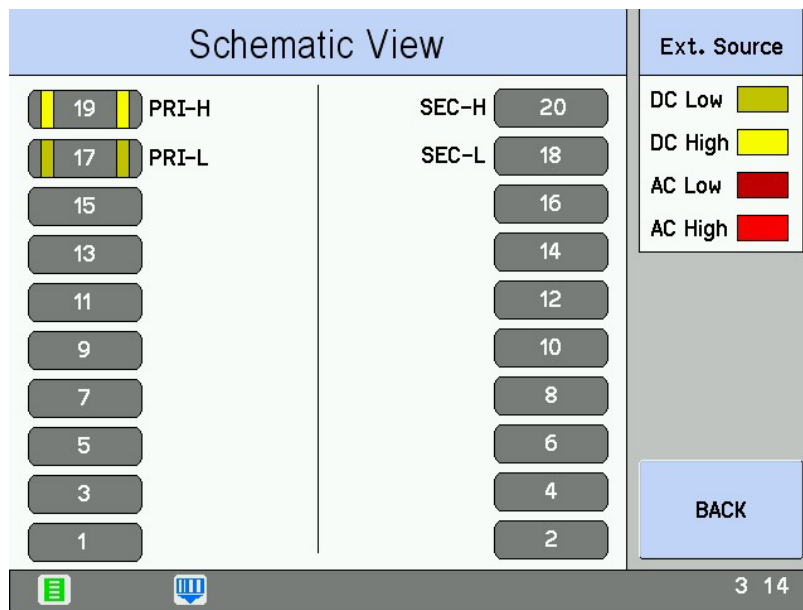 Schematic View
Ext. Source
19 PRI-H SEC-H 20
17 PRI-L SEC-L 18
15 16
13 14
11 12
9 10
7 8
5 6
3 4
1 2
DC Low
DC High
AC Low
AC High
BACK
3 14